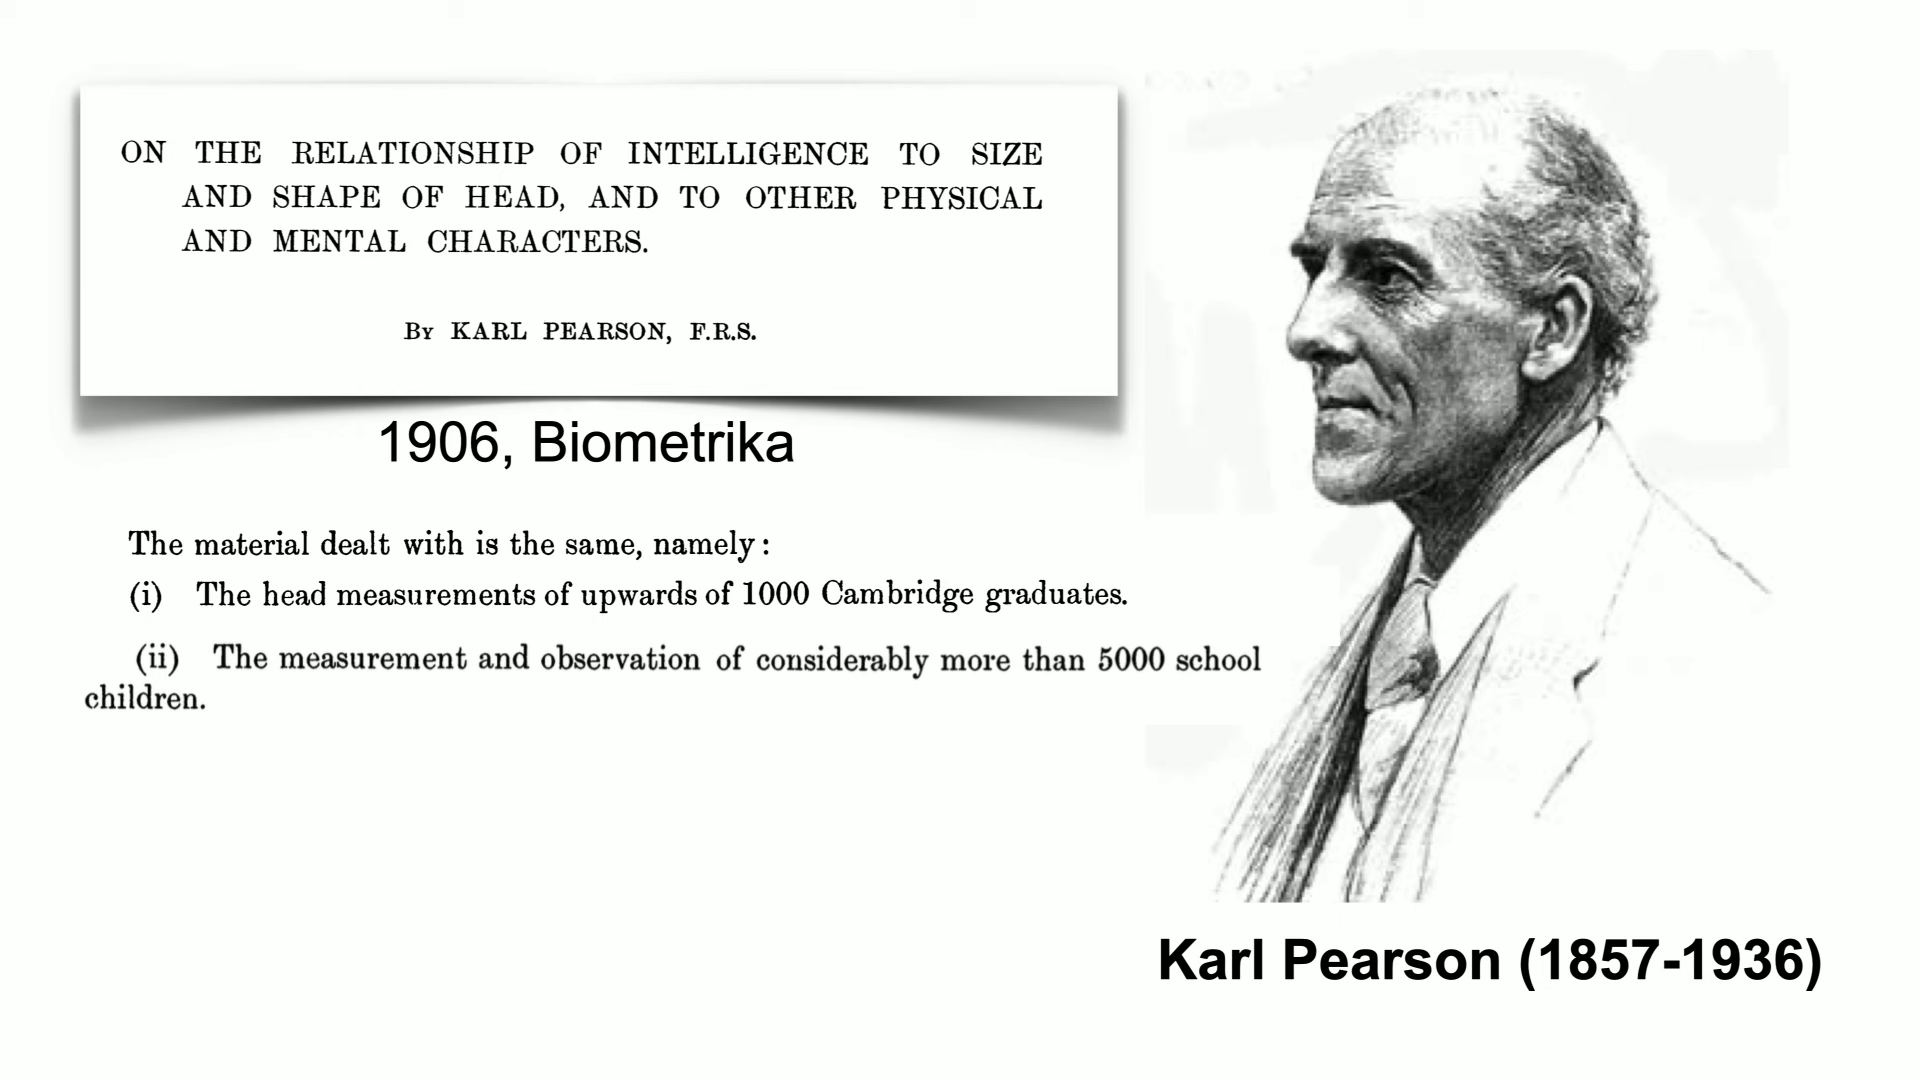 ON THE RELATIONSHIP OF INTELLIGENCE TO SIZE
AND SHAPE OF HEAD, AND TO OTHER PHYSICAL
AND MENTAL CHARACTERS.
By KARL PEARSON, F.R.S.
1906, Biometrika
The material dealt with is the same, namely:
(i) The head measurements of upwards of 1000 Cambridge graduates.
(ii) The measurement and observation of considerably more than 5000 school
children.
Karl Pearson (1857-1936)